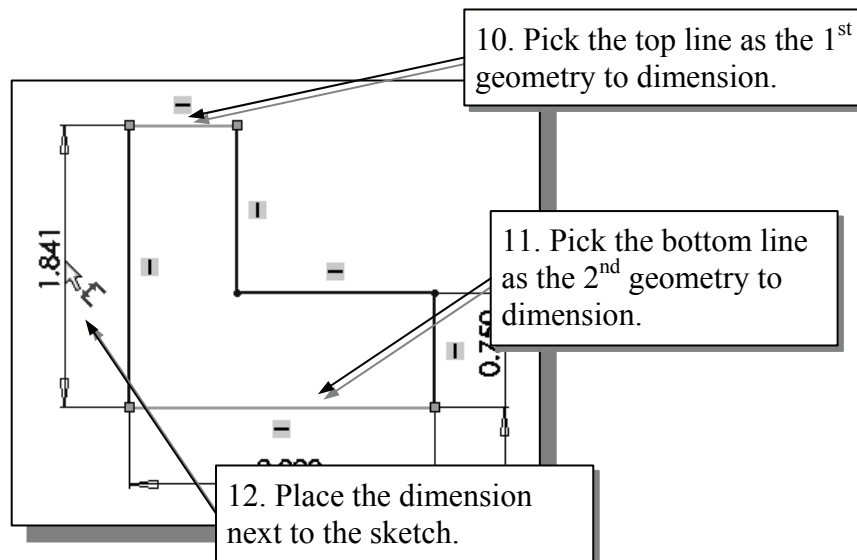 10. Pick the top line as the 1st
geometry to dimension.
1.841
11. Pick the bottom line
as the 2nd geometry to
dimension.
12. Place the dimension
next to the sketch.